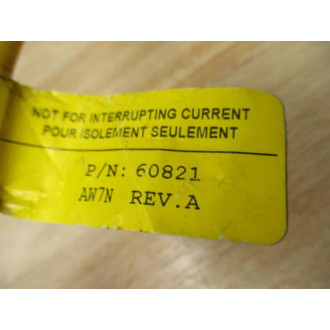 NOT FOR INTERRUPTING CURRENT
POUR ISOLEMENT SEULEMENT
P/N: 60821
AW7N REV.A